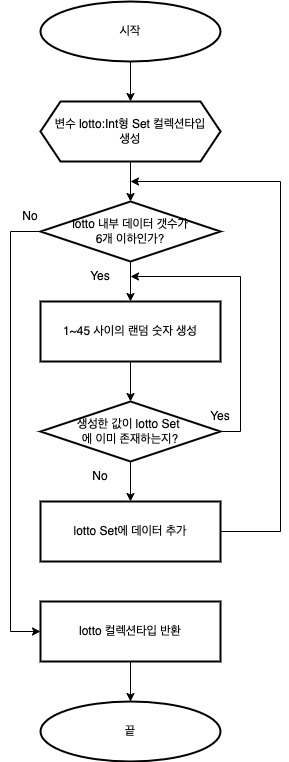 시작
변수 lotto:Int형 Set 컬렉션타입
생성
lotto 내부 데이터 갯수가
6개 이하인가?
No
Yes
1~45 사이의 랜덤 숫자 생성
생성한 값이 lotto Set
에 이미 존재하는지?
Yes
No
lotto Set에 데이터 추가
lotto 컬렉션타입 반환
끝